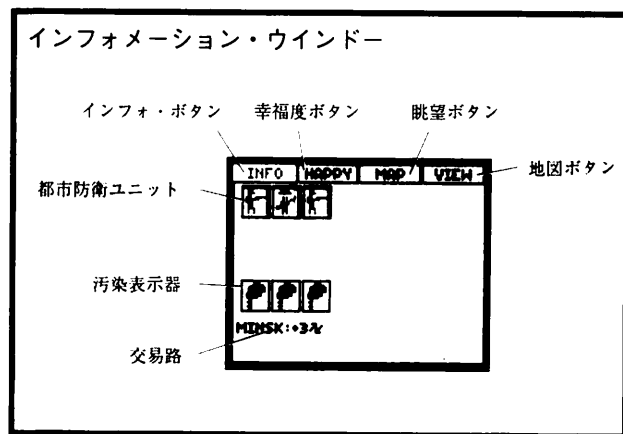 インフォメーション・ウインドー
インフォ・ボタン 幸福度ボタン 眺望ボタン
INFO HAPPY MAP VIEW 地図ボタン
都市防衛ユニット
汚染表示器
MINSK:+3
交易路